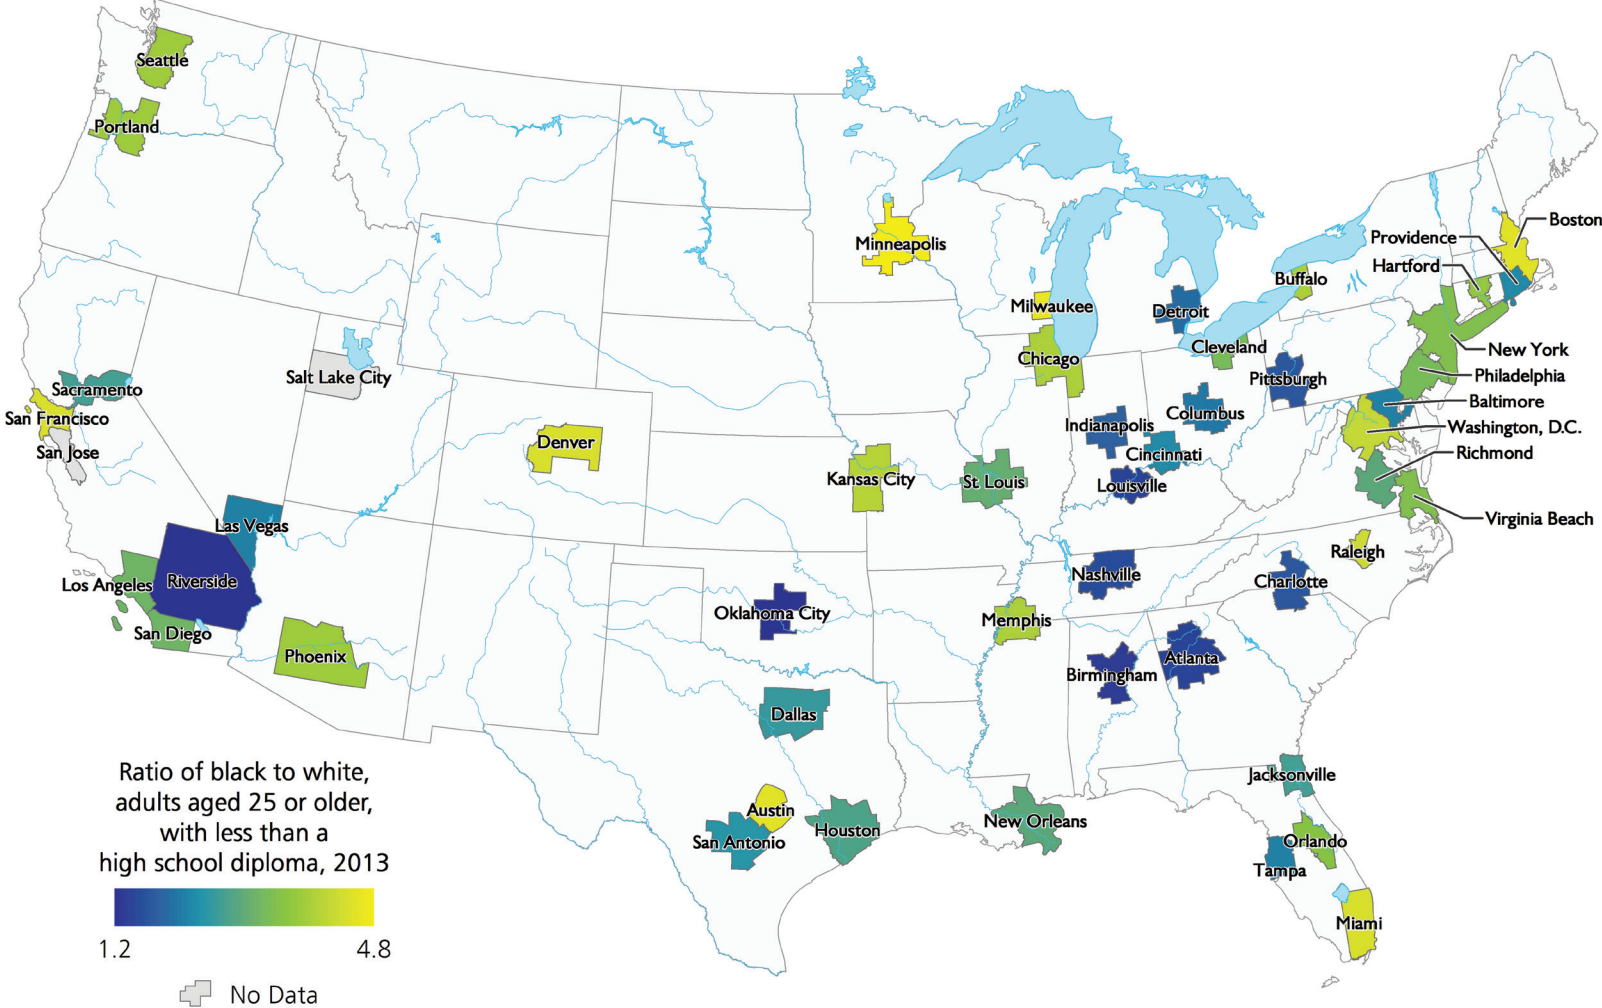 Seattle
Portland
Minneapolis
Boston
Providence
Hartford
Buffalo
Milwaukee
Detroit
Cleveland
New York
Chicago
Salt Lake City
Sacramento
Pittsburgh
Philadelphia
Baltimore
San Francisco
Columbus
Indianapolis
Washington, D.C.
Denver
San Jose
Cincinnati
Richmond
Kansas City
St Louis
Louisville
Virginia Beach
Las Vegas
Raleigh
Los Angeles
Riverside
Nashville
Charlotte
Oklahoma City
Memphis
San Diego
Phoenix
Atlanta
Birmingham
Dallas
Jacksonville
Austin
New Orleans
Houston
San Antonio
Orlando
Tampa
Miami
Ratio of black to white,
adults aged 25 or older,
with less than a
high school diploma, 2013
1.2
4.8
No Data